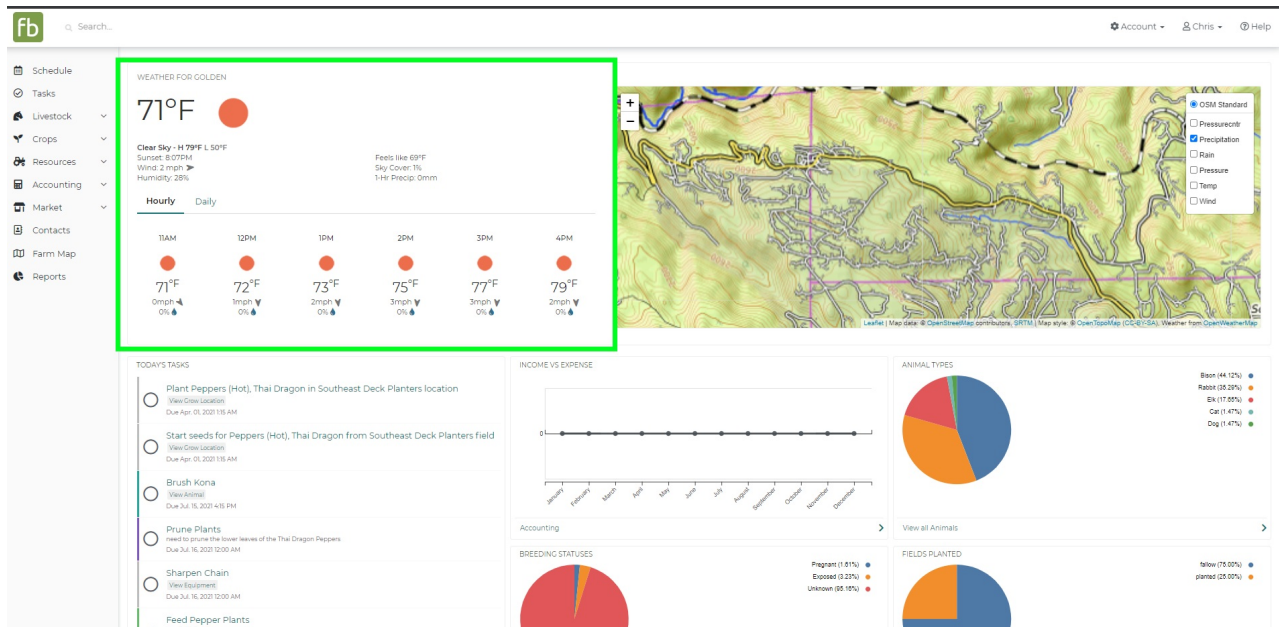 fb
Search...
Account
Chris
Help
Schedule
Tasks
Livestock
Crops
Resources
Accounting
Market
Contacts
Farm Map
Reports
WEATHER FOR GOLDEN
71°F
Clear Sky - H 79°F L 50°F
Sunset: 8:07PM
Wind: 2 mph
Humidity: 28%
Feels like 69°F
Sky Cover: 1%
1-Hr Precip: 0mm
Hourly Daily
11AM 12PM 1PM 2PM 3PM 4PM
71°F 72°F 73°F 75°F 77°F 79°F
0mph 1mph 2mph 3mph 3mph 2mph
0% 0% 0% 0% 0% 0%
+
−
OSM Standard
Pressurecntr
Precipitation
Rain
Pressure
Temp
Wind
Leaflet | Map data: © OpenStreetMap contributors, SRTM | Map style: © OpenTopoMap (CC-BY-SA), Weather from OpenWeatherMap
TODAY'S TASKS
Plant Peppers (Hot), Thai Dragon in Southeast Deck Planters location
View Grow Location
Due Apr. 01, 2021 1:15 AM
Start seeds for Peppers (Hot), Thai Dragon from Southeast Deck Planters field
View Grow Location
Due Apr. 01, 2021 1:15 AM
Brush Kona
View Animal
Due Jul. 15, 2021 4:15 PM
Prune Plants
need to prune the lower leaves of the Thai Dragon Peppers
Due Jul. 16, 2021 12:00 AM
Sharpen Chain
View Equipment
Due Jul. 16, 2021 12:00 AM
Feed Pepper Plants
INCOME VS EXPENSE
0
January February March April May June July August September October November December
Accounting
ANIMAL TYPES
Bison (44.12%)
Rabbit (35.29%)
Elk (17.65%)
Cat (1.47%)
Dog (1.47%)
View all Animals
BREEDING STATUSES
Pregnant (1.61%)
Exposed (3.23%)
Unknown (95.16%)
FIELDS PLANTED
fallow (75.00%)
planted (25.00%)